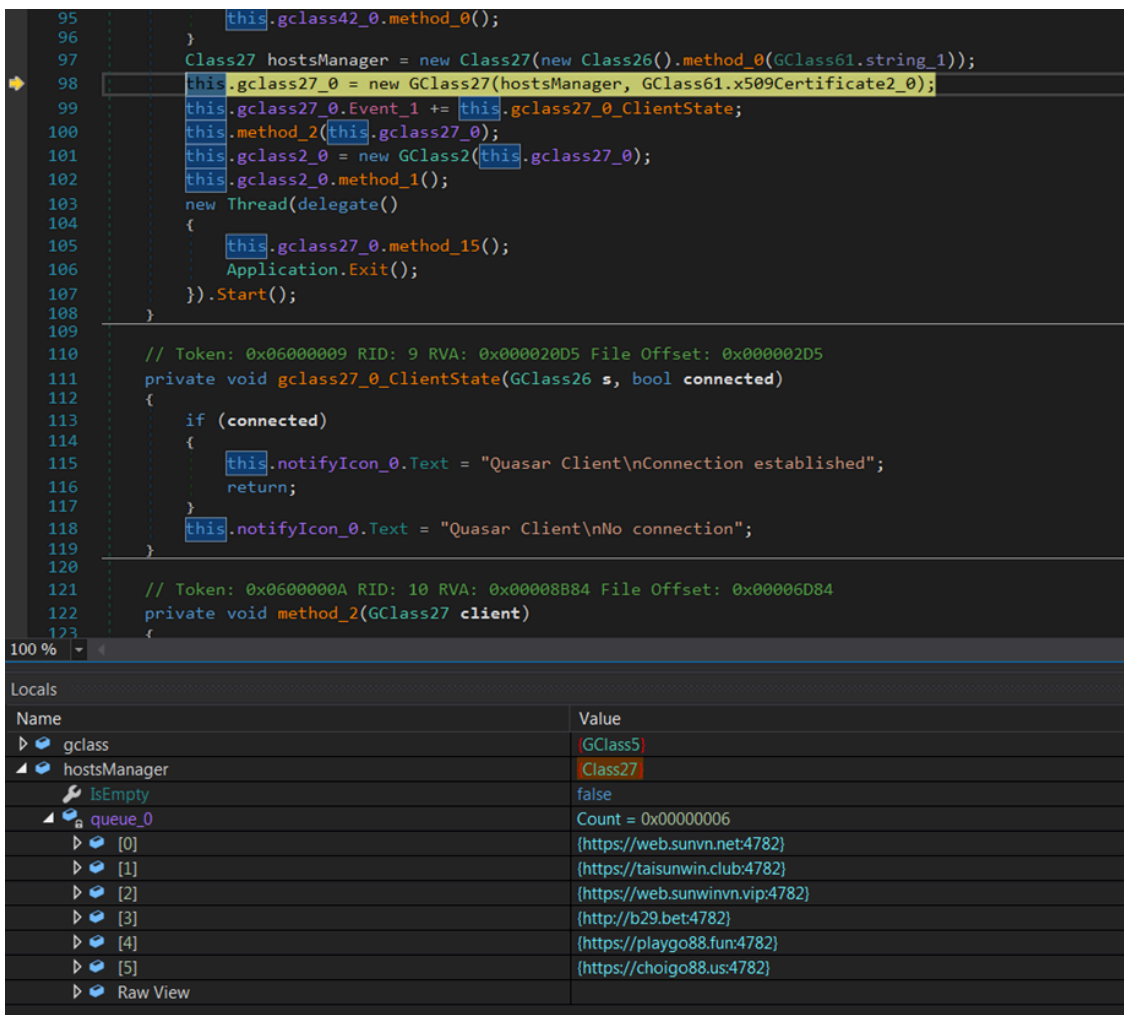 95 this.gclass42_0.method_0();
96 }
97 Class27 hostsManager = new Class27(new Class26().method_0(GClass61.string_1));
98 this.gclass27_0 = new GClass27(hostsManager, GClass61.x509Certificate2_0);
99 this.gclass27_0.Event_1 += this.gclass27_0_ClientState;
100 this.method_2(this.gclass27_0);
101 this.gclass2_0 = new GClass2(this.gclass27_0);
102 this.gclass2_0.method_1();
103 new Thread(delegate()
104 {
105 this.gclass27_0.method_15();
106 Application.Exit();
107 }).Start();
108 }
109
110 // Token: 0x06000009 RID: 9 RVA: 0x000020D5 File Offset: 0x000002D5
111 private void gclass27_0_ClientState(GClass26 s, bool connected)
112 {
113 if (connected)
114 {
115 this.notifyIcon_0.Text = "Quasar Client\nConnection established";
116 return;
117 }
118 this.notifyIcon_0.Text = "Quasar Client\nNo connection";
119 }
120
121 // Token: 0x0600000A RID: 10 RVA: 0x00008B84 File Offset: 0x00006D84
122 private void method_2(GClass27 client)
123 {
100 %
Locals
Name Value
gclass {GClass5}
hostsManager {Class27}
IsEmpty false
queue_0 Count = 0x00000006
[0] {https://web.sunvn.net:4782}
[1] {https://taisunwin.club:4782}
[2] {https://web.sunwinvn.vip:4782}
[3] {http://b29.bet:4782}
[4] {https://playgo88.fun:4782}
[5] {https://choigo88.us:4782}
Raw View